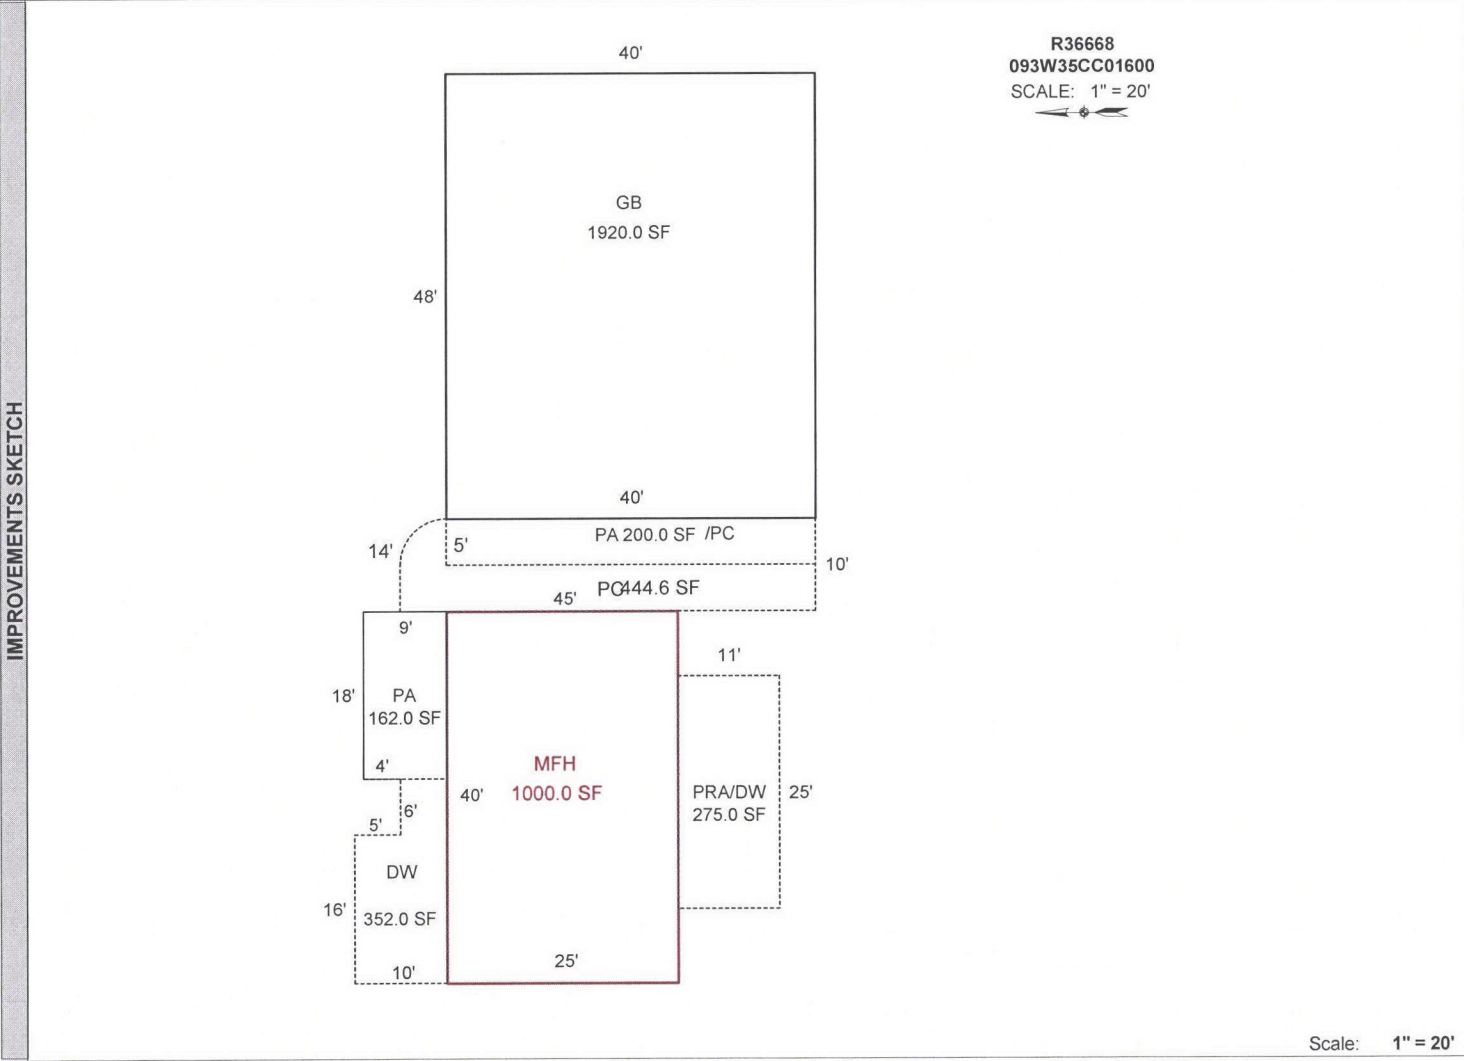 IMPROVEMENTS SKETCH
R36668
093W35CC01600
SCALE: 1" = 20'
40'
GB
1920.0 SF
48'
40'
PA 200.0 SF /PC
14'
5'
10'
PC444.6 SF
45'
9'
11'
18'
PA
162.0 SF
4'
MFH
1000.0 SF
40'
PRA/DW
275.0 SF
25'
6'
5'
DW
16'
352.0 SF
10'
25'
Scale: 1" = 20'